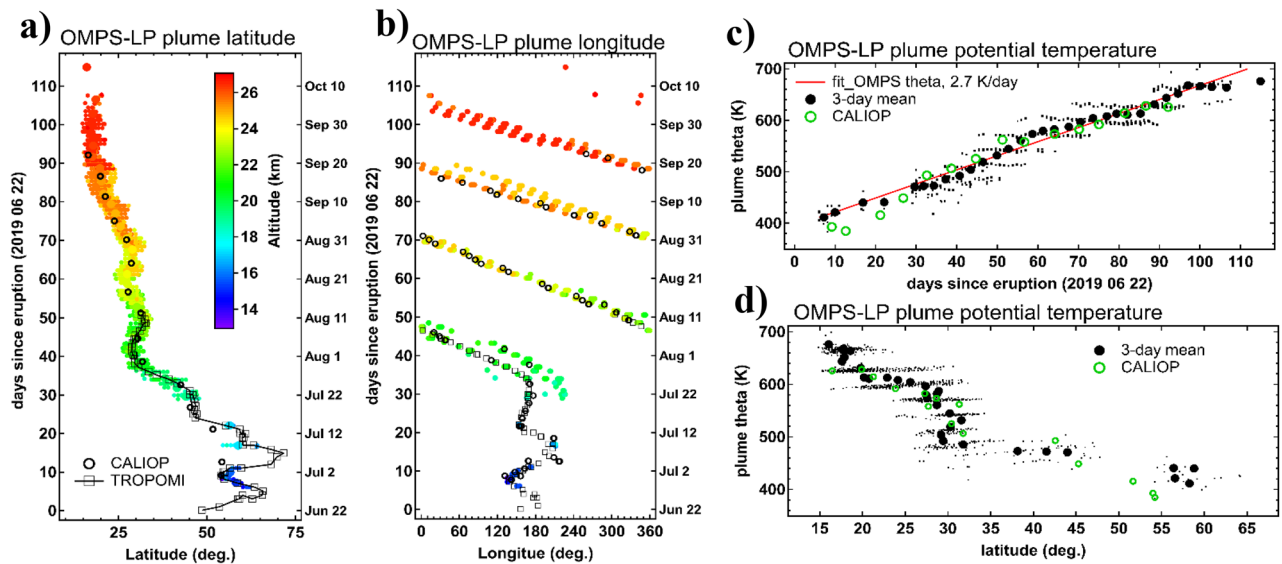 a)
OMPS-LP plume latitude
days since eruption (2019 06 22)
110
100
90
80
70
60
50
40
30
20
10
0
Oct 10
Sep 30
Sep 20
Sep 10
Aug 31
Aug 21
Aug 11
Aug 1
Jul 22
Jul 12
Jul 2
Jun 22
Altitude (km)
26
24
22
20
18
16
14
CALIOP
TROPOMI
25
50
75
Latitude (deg.)
b)
OMPS-LP plume longitude
days since eruption (2019 06 22)
110
100
90
80
70
60
50
40
30
20
10
0
Oct 10
Sep 30
Sep 20
Sep 10
Aug 31
Aug 21
Aug 11
Aug 1
Jul 22
Jul 12
Jul 2
Jun 22
0 60 120 180 240 300 360
Longitue (deg.)
c)
OMPS-LP plume potential temperature
plume theta (K)
700
600
500
400
fit_OMPS theta, 2.7 K/day
3-day mean
CALIOP
0 10 20 30 40 50 60 70 80 90 100 110
days since eruption (2019 06 22)
d)
OMPS-LP plume potential temperature
plume theta (K)
700
600
500
400
3-day mean
CALIOP
15 20 25 30 35 40 45 50 55 60 65
latitude (deg.)